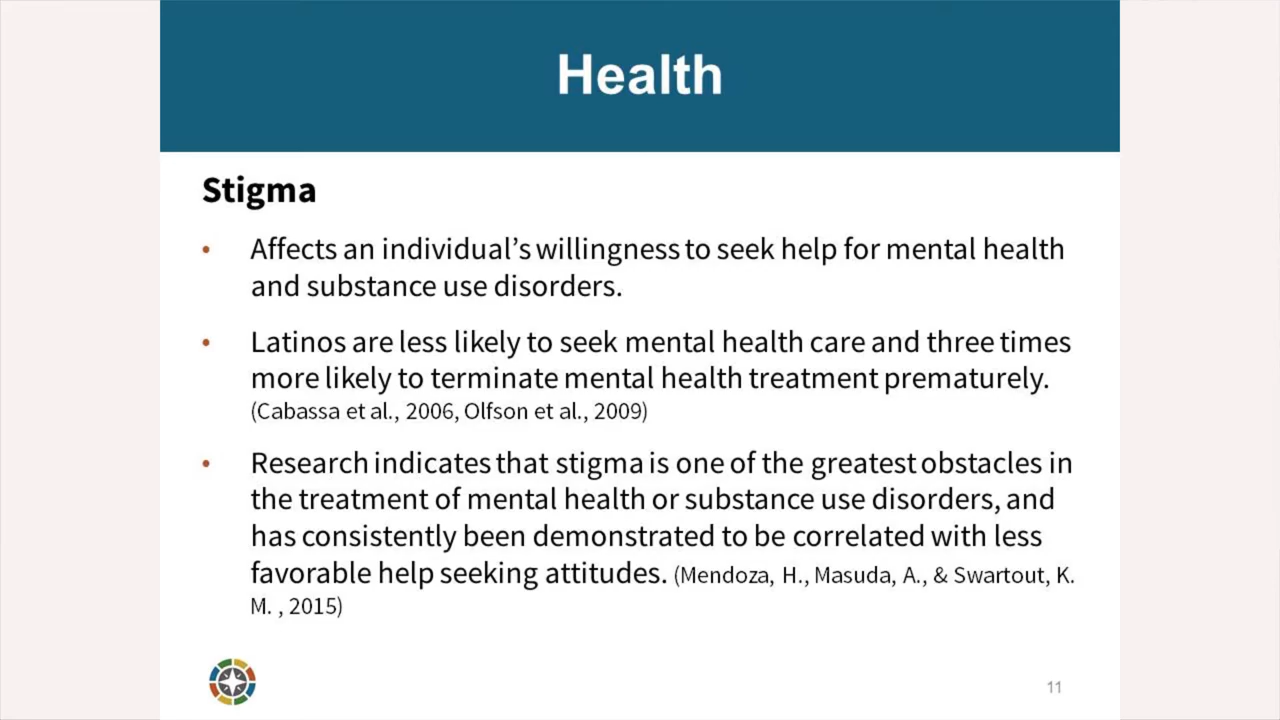 Health
Stigma
• Affects an individual’s willingness to seek help for mental health
and substance use disorders.
• Latinos are less likely to seek mental health care and three times
more likely to terminate mental health treatment prematurely.
(Cabassa et al., 2006, Olfson et al., 2009)
• Research indicates that stigma is one of the greatest obstacles in
the treatment of mental health or substance use disorders, and
has consistently been demonstrated to be correlated with less
favorable help seeking attitudes. (Mendoza, H., Masuda, A., & Swartout, K.
M. , 2015)
11